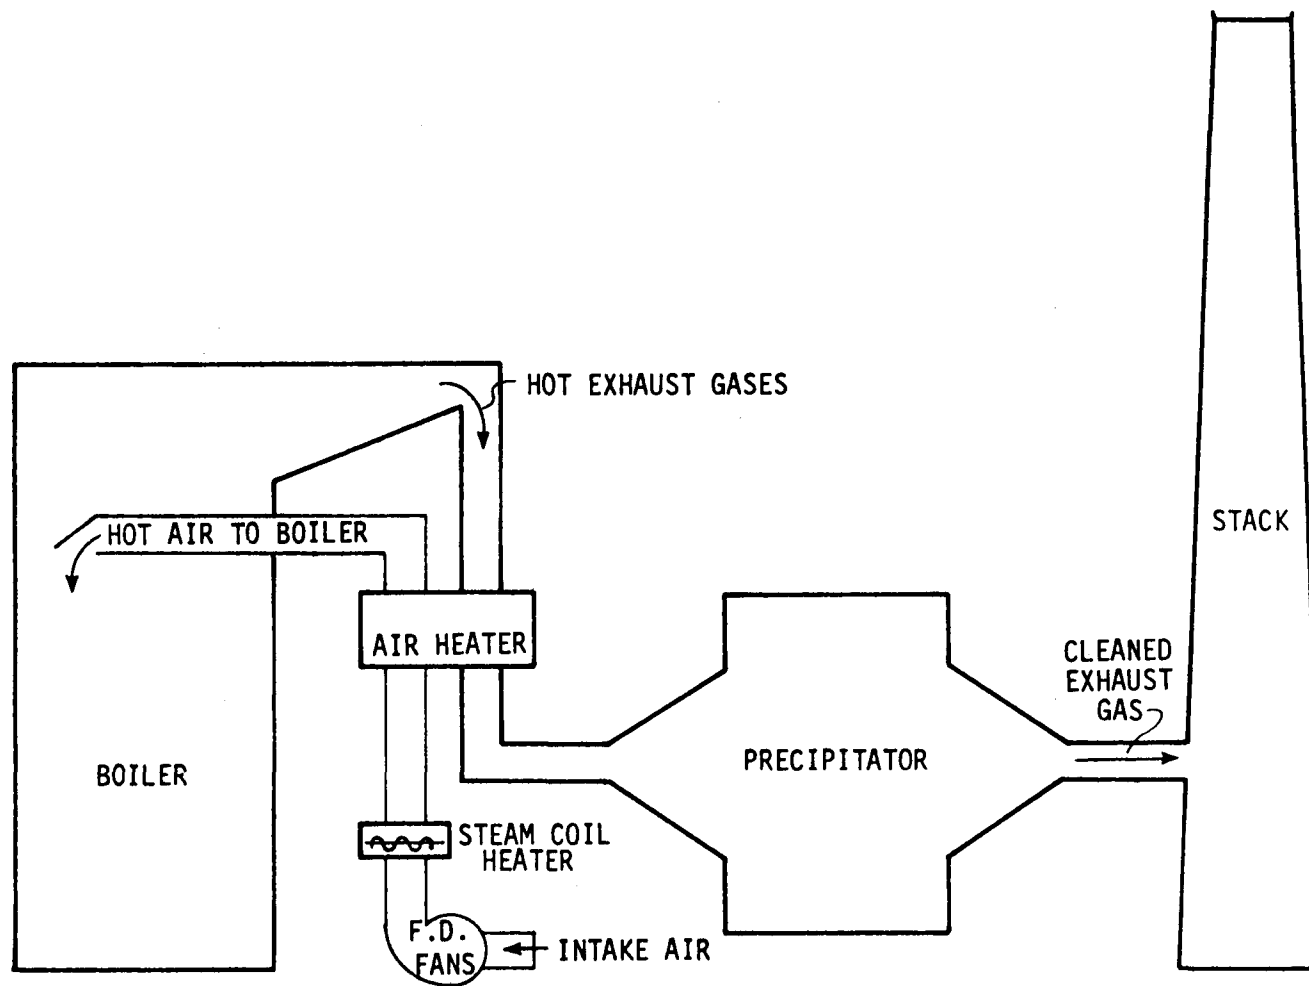 HOT EXHAUST GASES
HOT AIR TO BOILER
STACK
AIR HEATER
CLEANED
EXHAUST
GAS
BOILER
PRECIPITATOR
STEAM COIL
HEATER
F.D.
FANS
INTAKE AIR